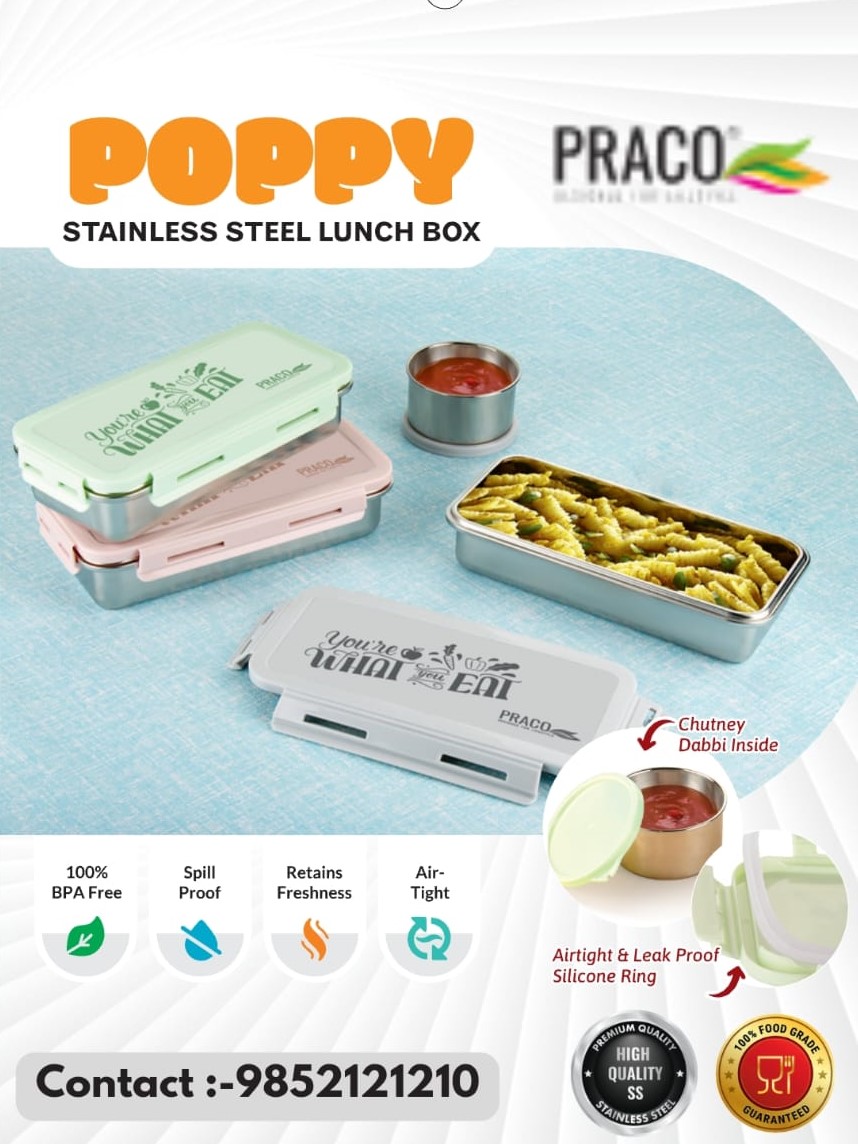 POPPY
STAINLESS STEEL LUNCH BOX
PRACO®
You're
WHAT you EAT
PRACO
PRACO
You're
WHAT you EAT
PRACO
Chutney
Dabbi Inside
100%
BPA Free
Spill
Proof
Retains
Freshness
Air-
Tight
Airtight & Leak Proof
Silicone Ring
PREMIUM QUALITY
HIGH
QUALITY
SS
STAINLESS STEEL
100% FOOD GRADE
GUARANTEED
Contact :-9852121210